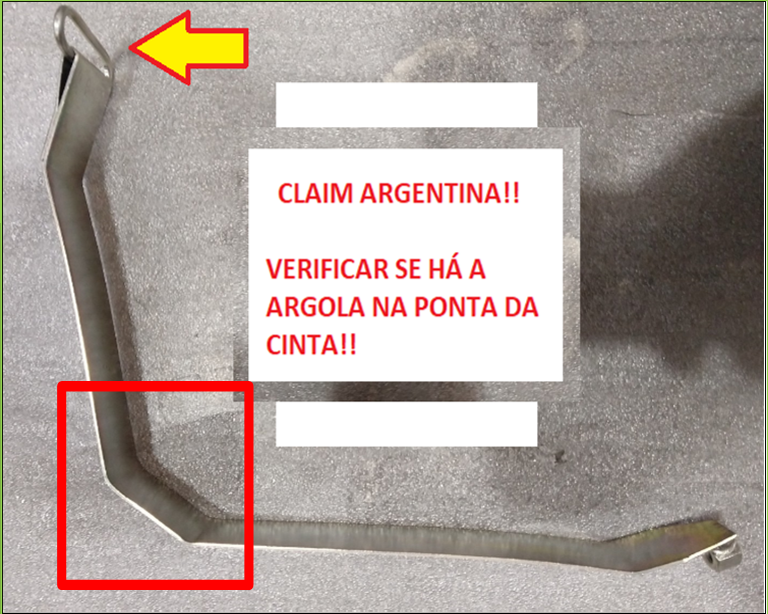 CLAIM ARGENTINA!!
VERIFICAR SE HÁ A
ARGOLA NA PONTA DA
CINTA!!